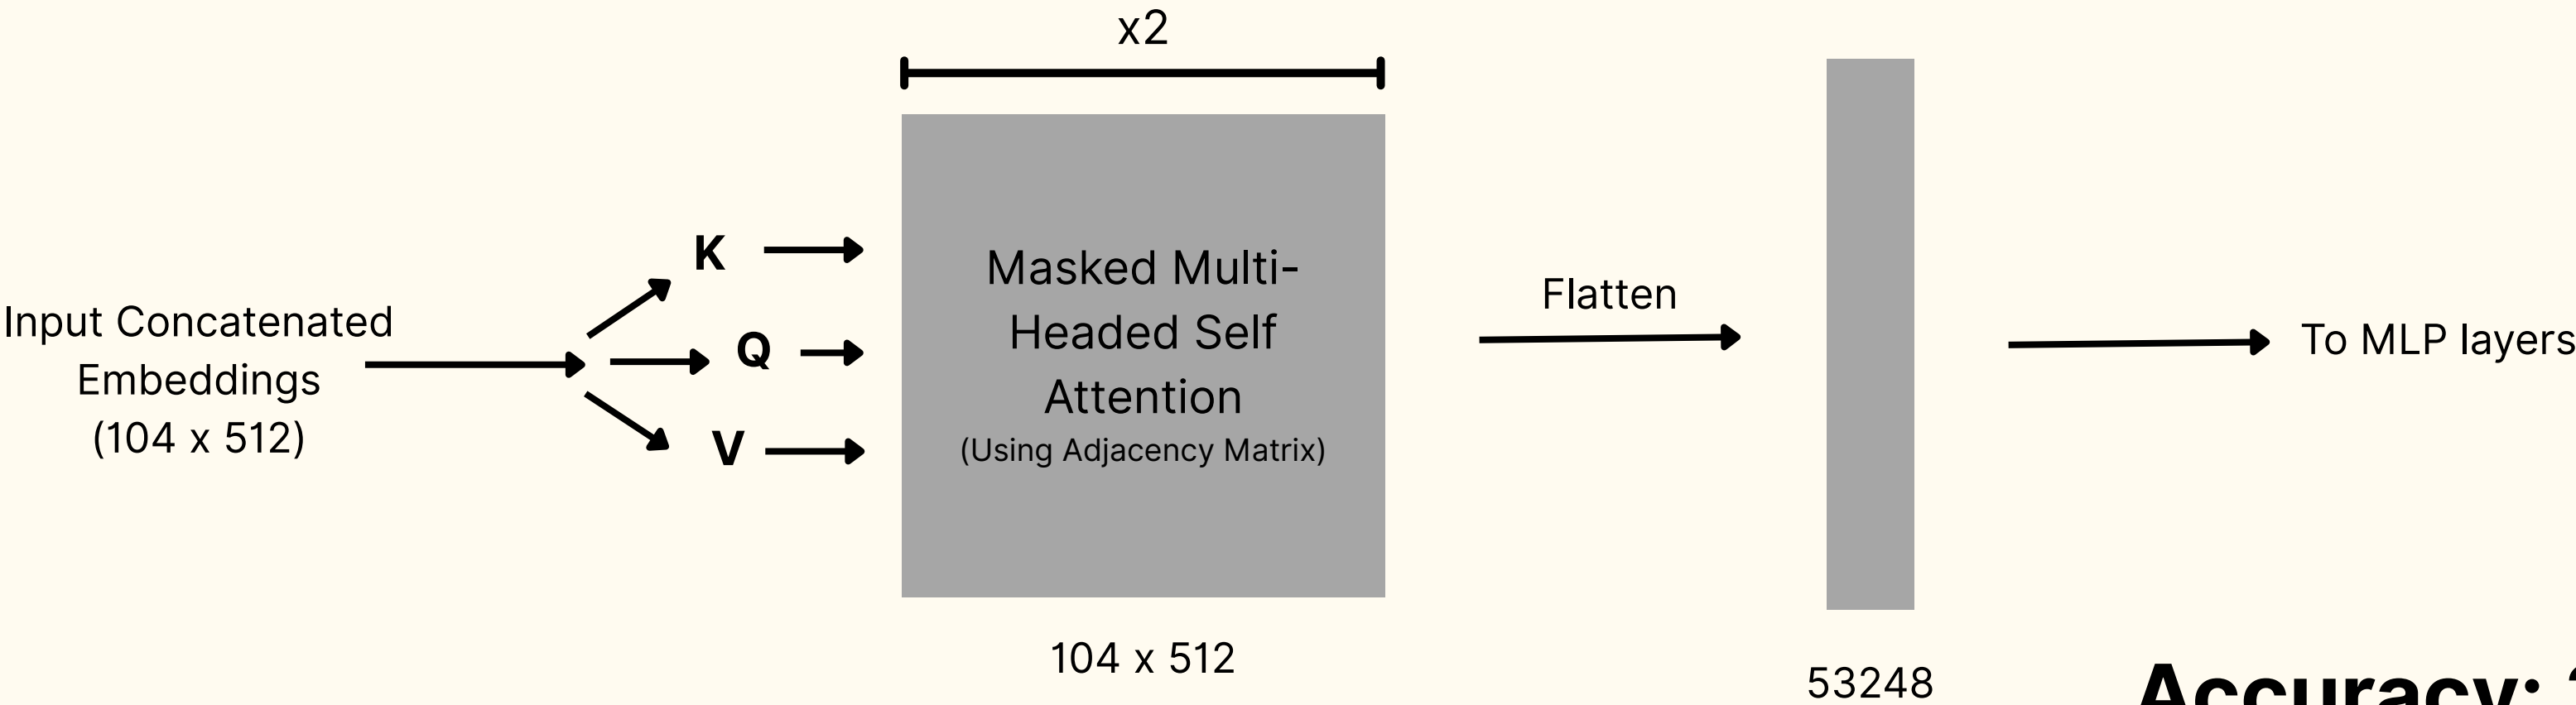 x2
Input Concatenated
Embeddings
(104 x 512)
K
Q
V
Masked Multi-
Headed Self
Attention
(Using Adjacency Matrix)
104 x 512
Flatten
53248
To MLP layers
Accuracy: